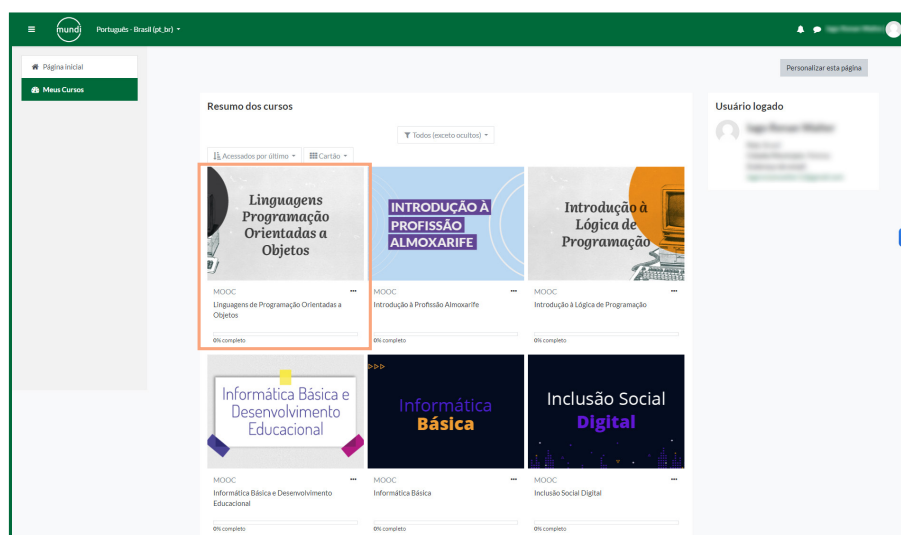 mundi
Português - Brasil (pt_br)
Página inicial
Meus Cursos
Personalizar esta página
Resumo dos cursos
Todos (exceto ocultos)
Acessados por último
Cartão
Usuário logado
Linguagens
Programação
Orientadas a
Objetos
INTRODUÇÃO À
PROFISSÃO
ALMOXARIFE
Introdução à
Lógica de
Programação
MOOC
Linguagens de Programação Orientadas a
Objetos
0% completo
MOOC
Introdução à Profissão Almoxarife
0% completo
MOOC
Introdução à Lógica de Programação
0% completo
Informática Básica e
Desenvolvimento
Educacional
Informática
Básica
Inclusão Social
Digital
MOOC
Informática Básica e Desenvolvimento
Educacional
0% completo
MOOC
Informática Básica
0% completo
MOOC
Inclusão Social Digital
0% completo